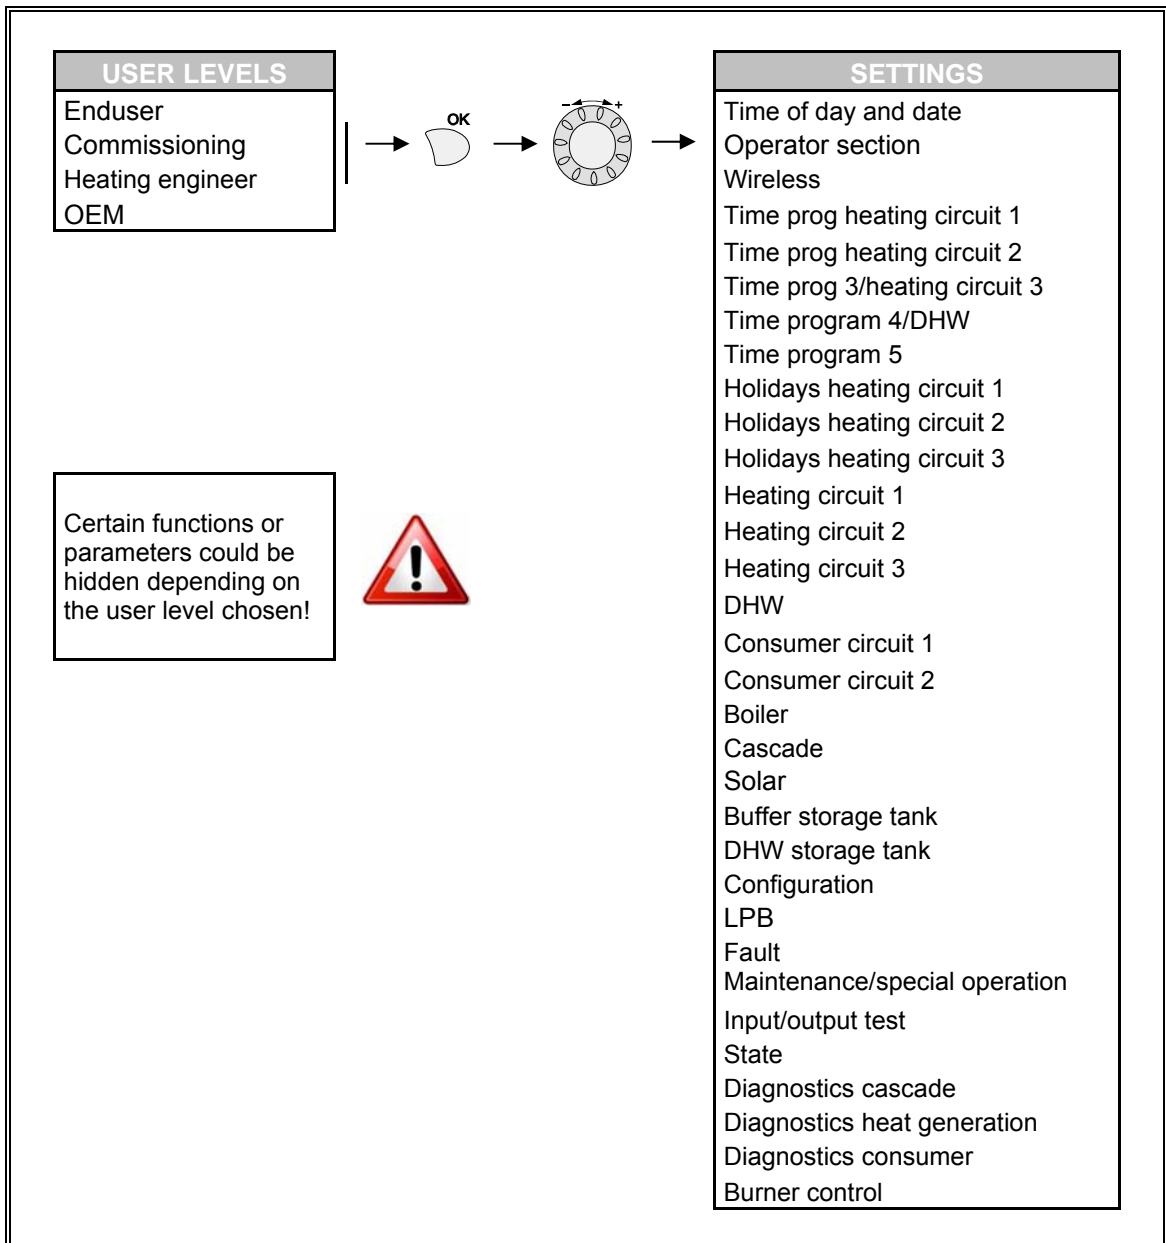 USER LEVELS
Enduser
Commissioning
Heating engineer
OEM
OK
- +
Certain functions or
parameters could be
hidden depending on
the user level chosen!
SETTINGS
Time of day and date
Operator section
Wireless
Time prog heating circuit 1
Time prog heating circuit 2
Time prog 3/heating circuit 3
Time program 4/DHW
Time program 5
Holidays heating circuit 1
Holidays heating circuit 2
Holidays heating circuit 3
Heating circuit 1
Heating circuit 2
Heating circuit 3
DHW
Consumer circuit 1
Consumer circuit 2
Boiler
Cascade
Solar
Buffer storage tank
DHW storage tank
Configuration
LPB
Fault
Maintenance/special operation
Input/output test
State
Diagnostics cascade
Diagnostics heat generation
Diagnostics consumer
Burner control